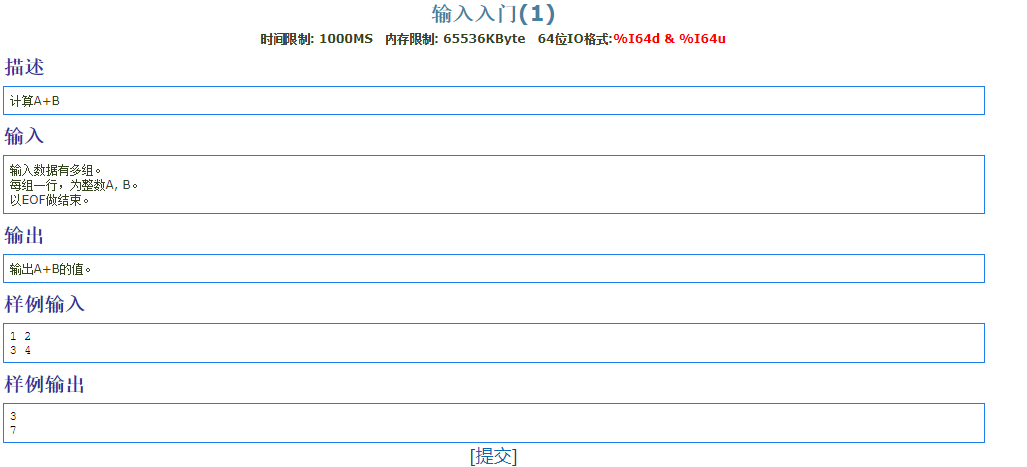 输入入门(1)
时间限制: 1000MS 内存限制: 65536KByte 64位IO格式:%I64d & %I64u
描述
计算A+B
输入
输入数据有多组。
每组一行，为整数A, B。
以EOF做结束。
输出
输出A+B的值。
样例输入
1 2
3 4
样例输出
3
7
[提交]